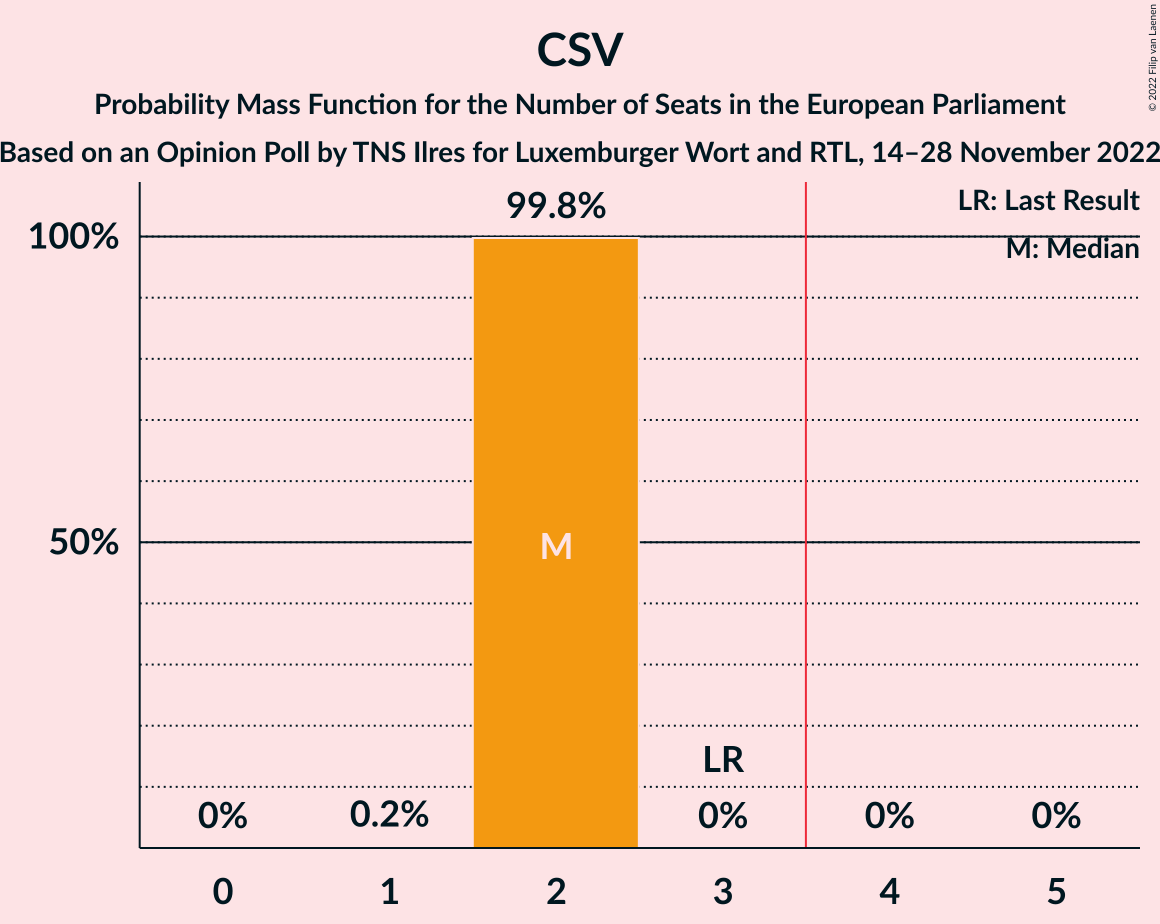 CSV
Probability Mass Function for the Number of Seats in the European Parliament
Based on an Opinion Poll by TNS Ilres for Luxemburger Wort and RTL, 14–28 November 2022
© 2022 Filip van Laenen
LR: Last Result
M: Median
99.8%
100%
50%
M
LR
0%
0.2%
0%
0%
0%
0
1
2
3
4
5